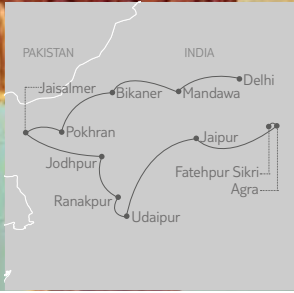 PAKISTAN
INDIA
Jaisalmer
Delhi
Bikaner
Mandawa
Pokhran
Jaipur
Jodhpur
Fatehpur Sikri
Agra
Ranakpur
Udaipur